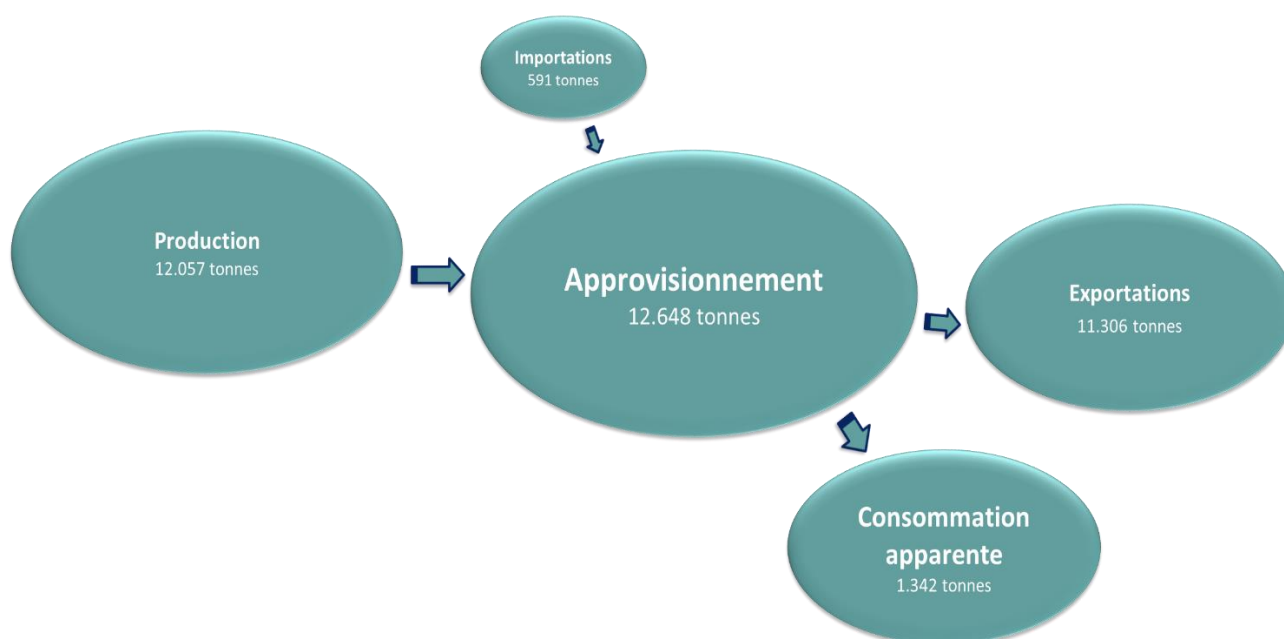 Importations
591 tonnes
Production
12.057 tonnes
Approvisionnement
12.648 tonnes
Exportations
11.306 tonnes
Consommation
apparente
1.342 tonnes